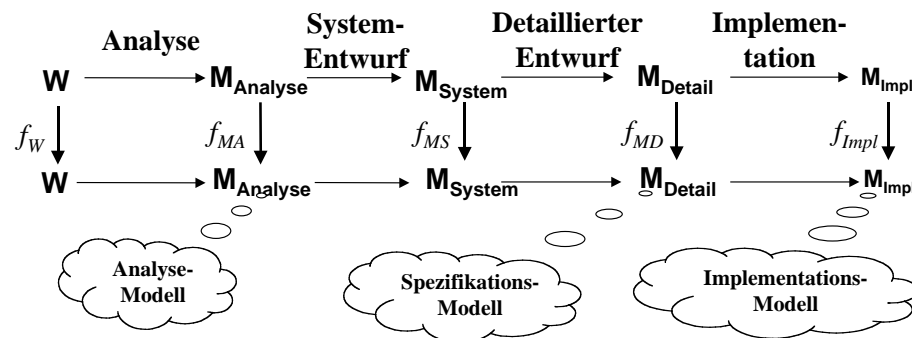 Analyse
System-
Entwurf
Detaillierter
Entwurf
Implemen-
tation
W M_Analyse M_System M_Detail M_Impl
f_W f_MA f_MS f_MD f_Impl
W M_Analyse M_System M_Detail M_Impl
Analyse-
Modell
Spezifikations-
Modell
Implementations-
Modell